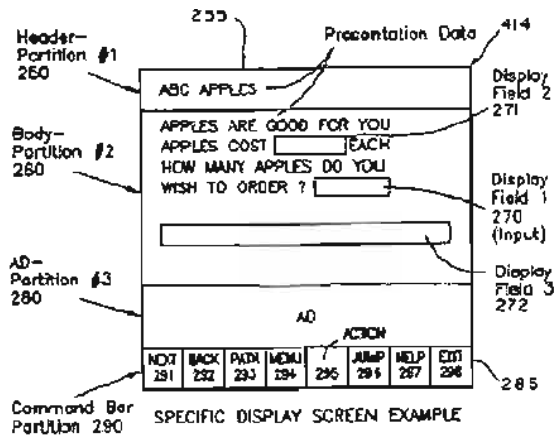 255
Presentation Data
414
Header-
Partition #1
260
ABC APPLES
Display
Field 2
271
APPLES ARE GOOD FOR YOU
APPLES COST EACH
HOW MANY APPLES DO YOU
WISH TO ORDER ?
Body-
Partition #2
260
Display
Field 1
270
(Input)
Display
Field 3
272
AD-
Partition #3
280
AD
ACTION
NEXT BACK PATH MENU JUMP HELP EXIT
291 292 293 294 295 296 297 298
285
Command Bar
Partition 290
SPECIFIC DISPLAY SCREEN EXAMPLE